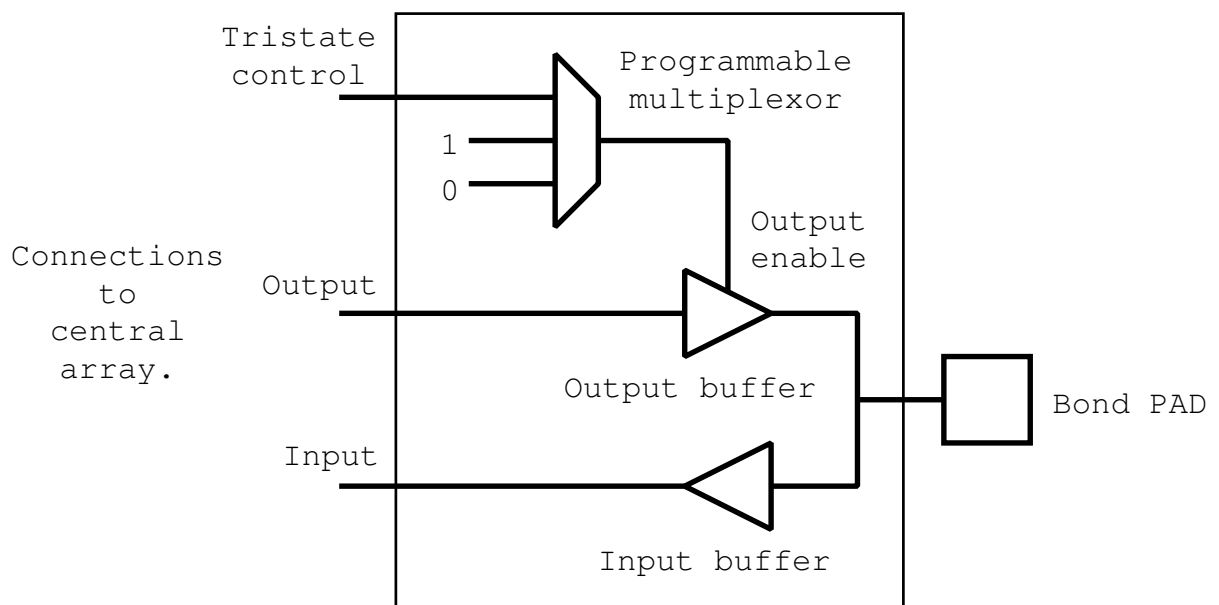 Tristate
control
Programmable
multiplexor
1
0
Output
enable
Connections
to
central
array.
Output
Output buffer
Bond PAD
Input
Input buffer